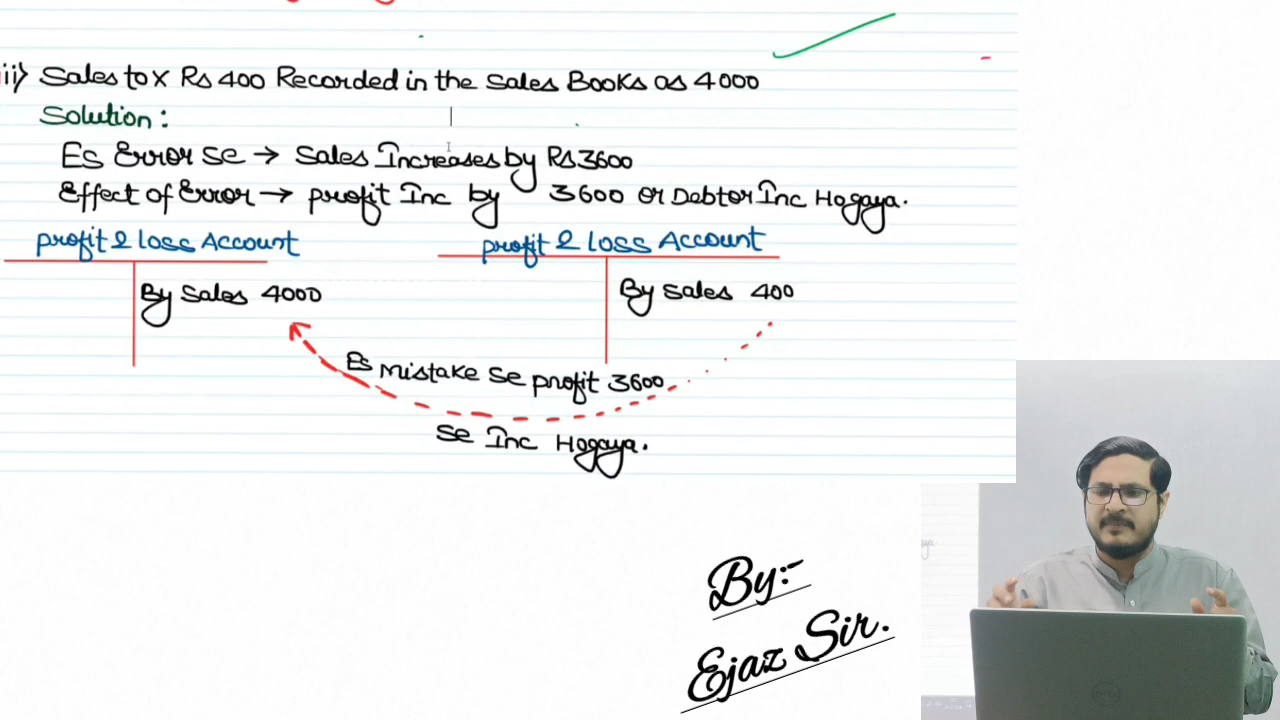 ii) Sales to x Rs 400 Recorded in the Sales Books as 4000
Solution :
Es Error se → Sales Increases by Rs 3600
Effect of Error → profit Inc by 3600 or Debtor Inc Hogaya.
profit & loss Account
profit & loss Account
By Sales 4000
By Sales 400
Es mistake se profit 3600
se Inc Hogaya.
By:-
Ejaz Sir.